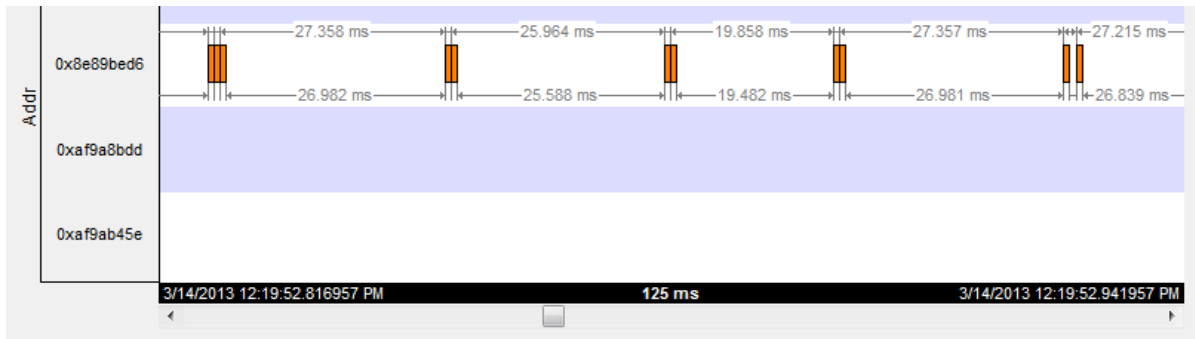 27.358 ms 25.964 ms 19.858 ms 27.357 ms 27.215 ms
0x8e89bed6
26.982 ms 25.588 ms 19.482 ms 26.981 ms 26.839 ms
Addr
0xaf9a8bdd
0xaf9ab45e
3/14/2013 12:19:52.816957 PM 125 ms 3/14/2013 12:19:52.941957 PM